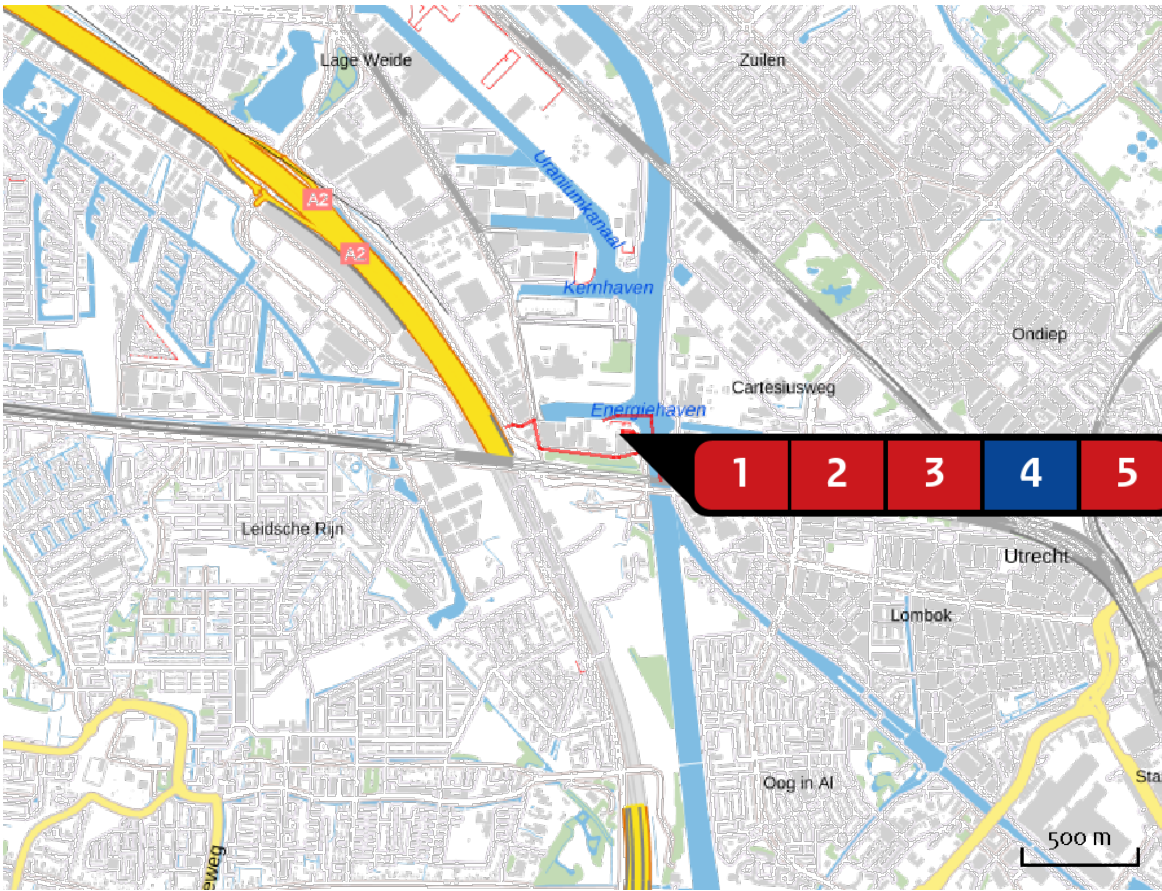 Lage Weide
Zuilen
Uraniumkanaal
A2
A2
Kernhaven
Ondiep
Cartesiusweg
Energiehaven
1 2 3 4 5
Leidsche Rijn
Utrecht
Lombok
Oog in Al
Sta
500 m
eweg